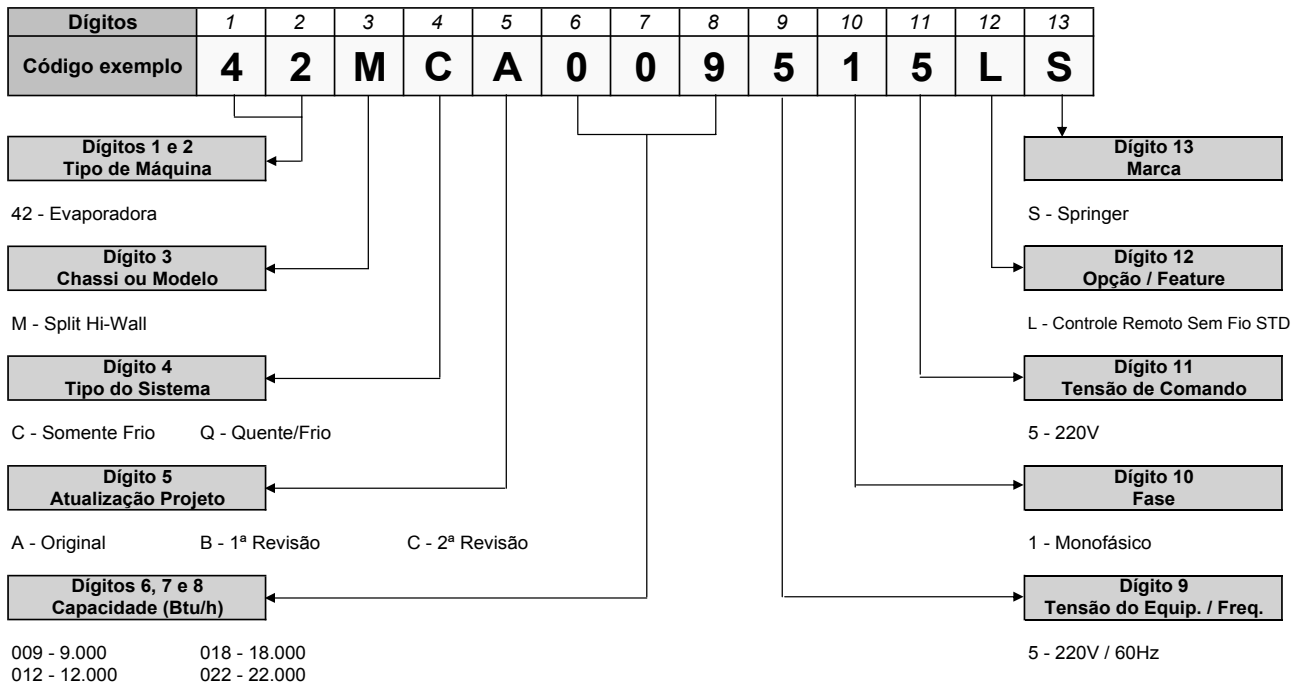 Dígitos 1 2 3 4 5 6 7 8 9 10 11 12 13
Código exemplo 4 2 M C A 0 0 9 5 1 5 L S
Dígitos 1 e 2
Tipo de Máquina
42 - Evaporadora
Dígito 3
Chassi ou Modelo
M - Split Hi-Wall
Dígito 4
Tipo do Sistema
C - Somente Frio Q - Quente/Frio
Dígito 5
Atualização Projeto
A - Original B - 1ª Revisão C - 2ª Revisão
Dígitos 6, 7 e 8
Capacidade (Btu/h)
009 - 9.000 018 - 18.000
012 - 12.000 022 - 22.000
Dígito 13
Marca
S - Springer
Dígito 12
Opção / Feature
L - Controle Remoto Sem Fio STD
Dígito 11
Tensão de Comando
5 - 220V
Dígito 10
Fase
1 - Monofásico
Dígito 9
Tensão do Equip. / Freq.
5 - 220V / 60Hz